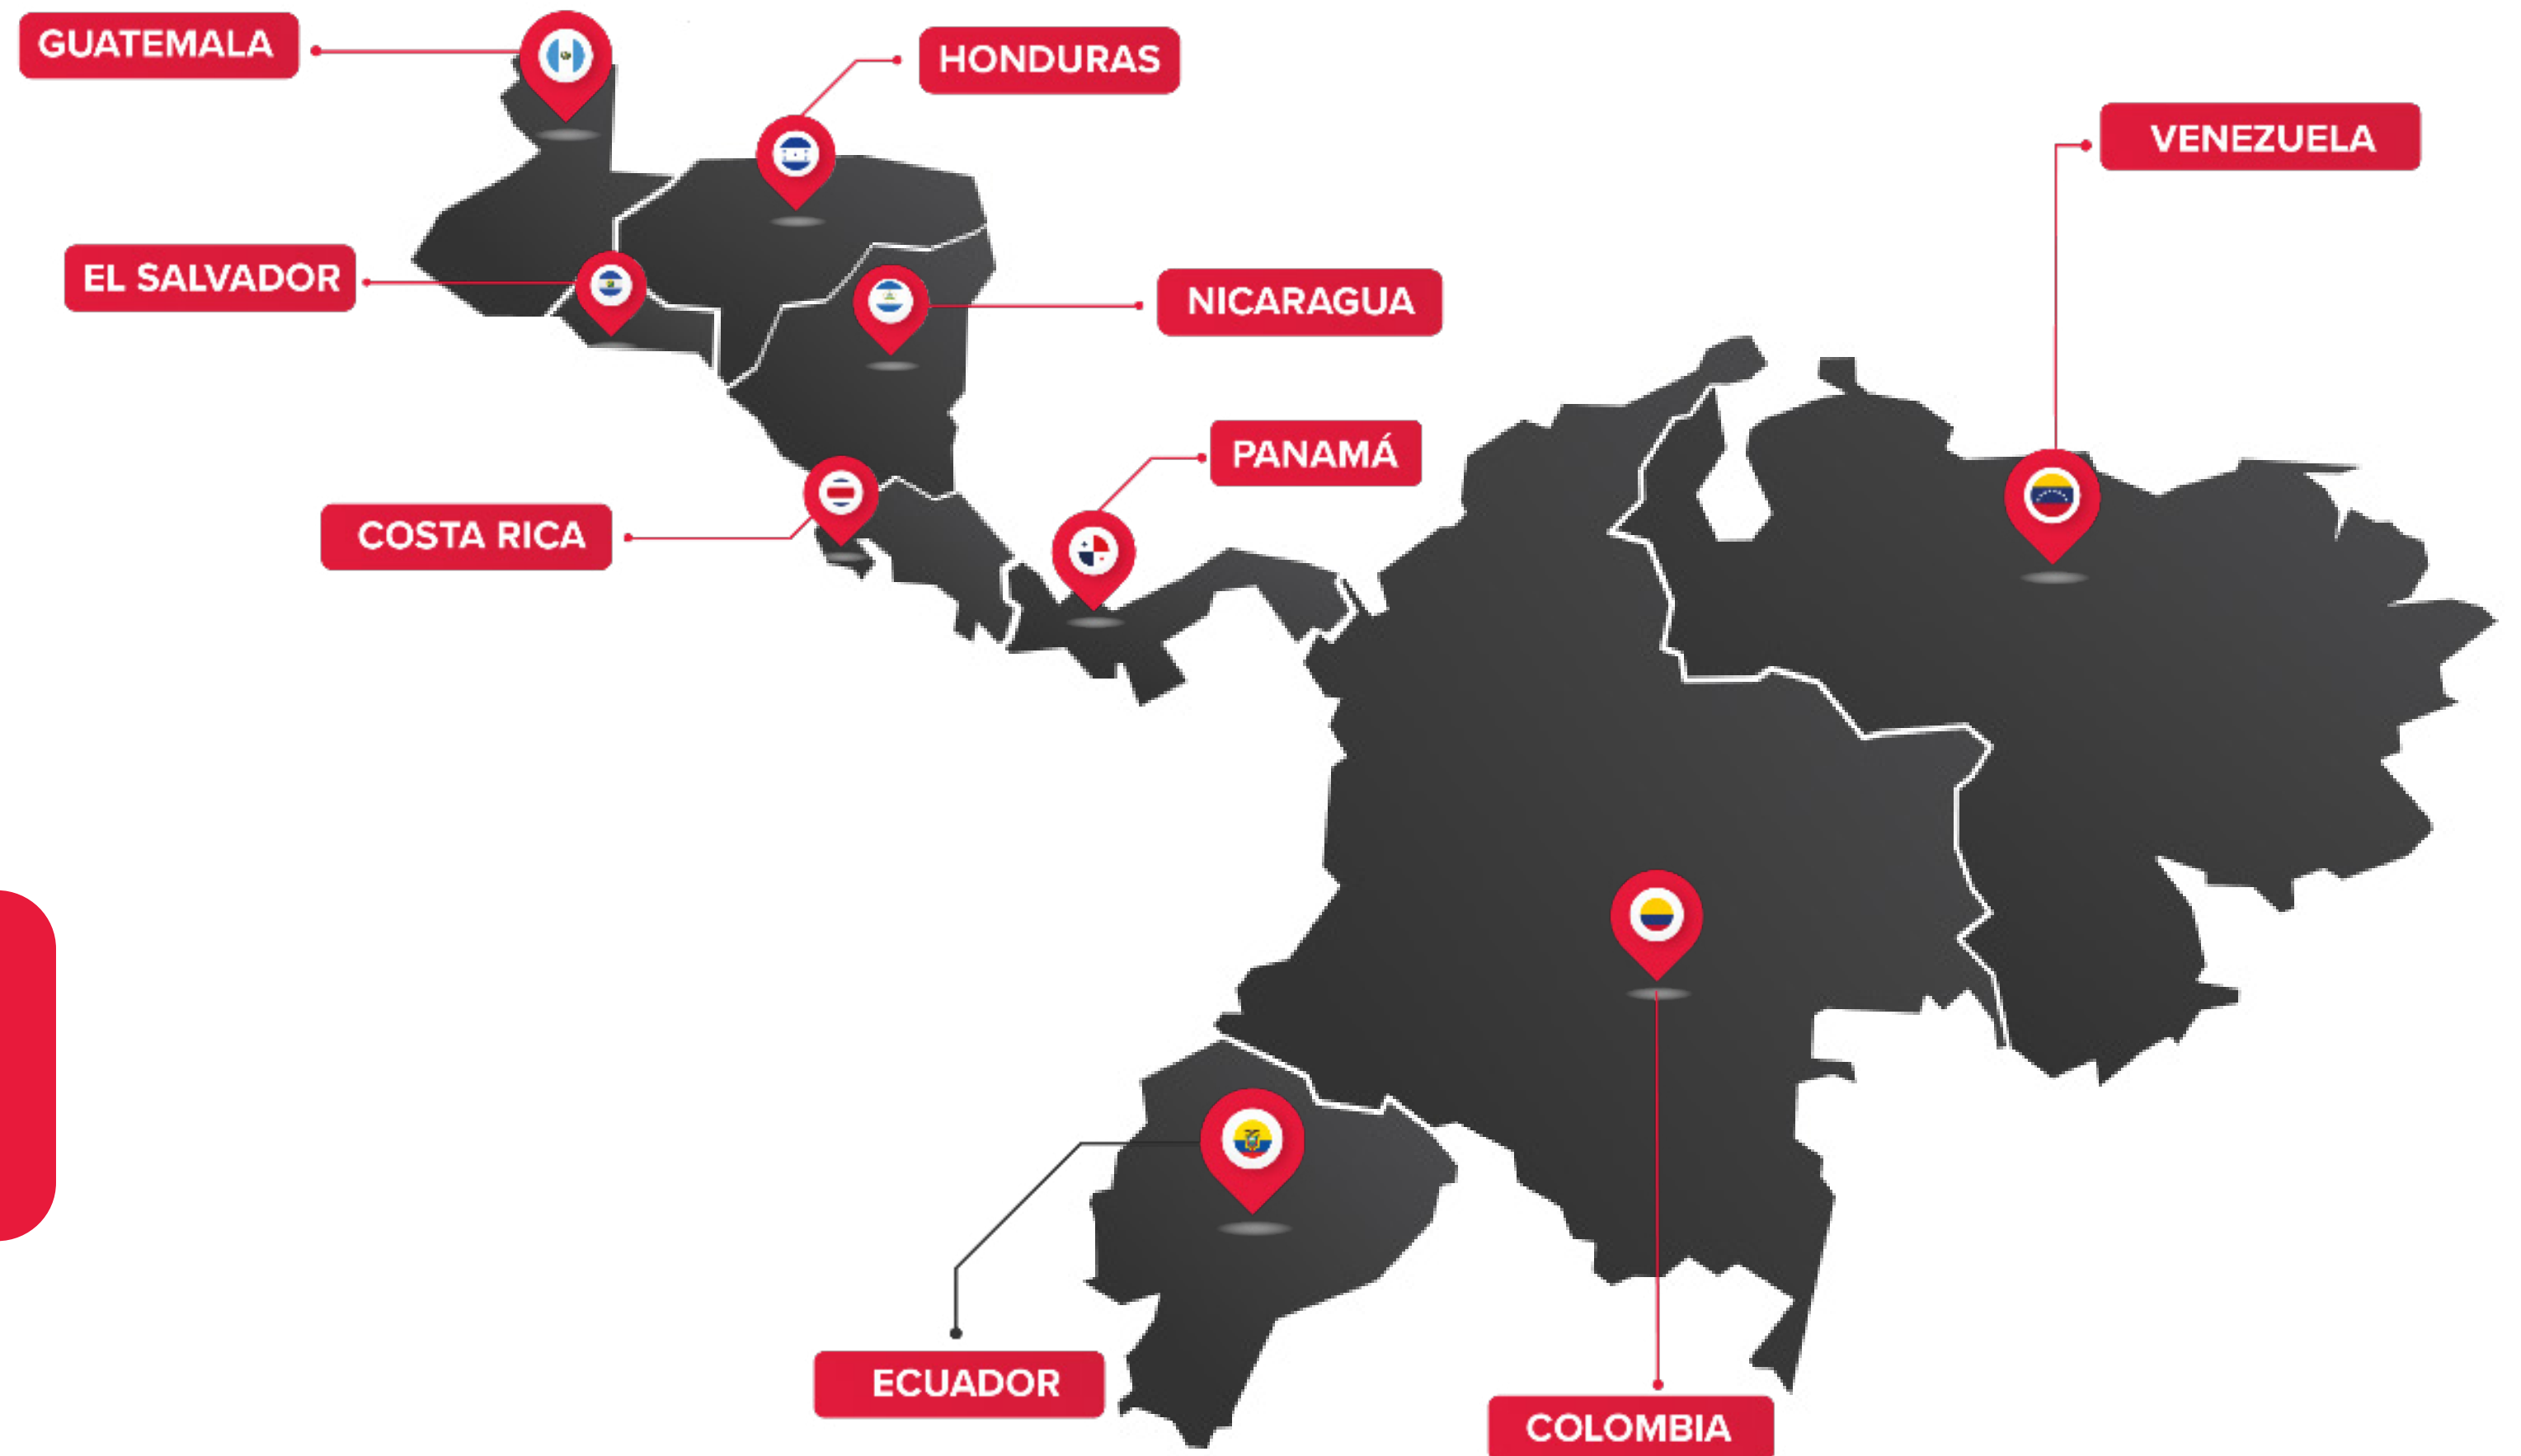 GUATEMALA
HONDURAS
VENEZUELA
EL SALVADOR
NICARAGUA
PANAMÁ
COSTA RICA
ECUADOR
COLOMBIA